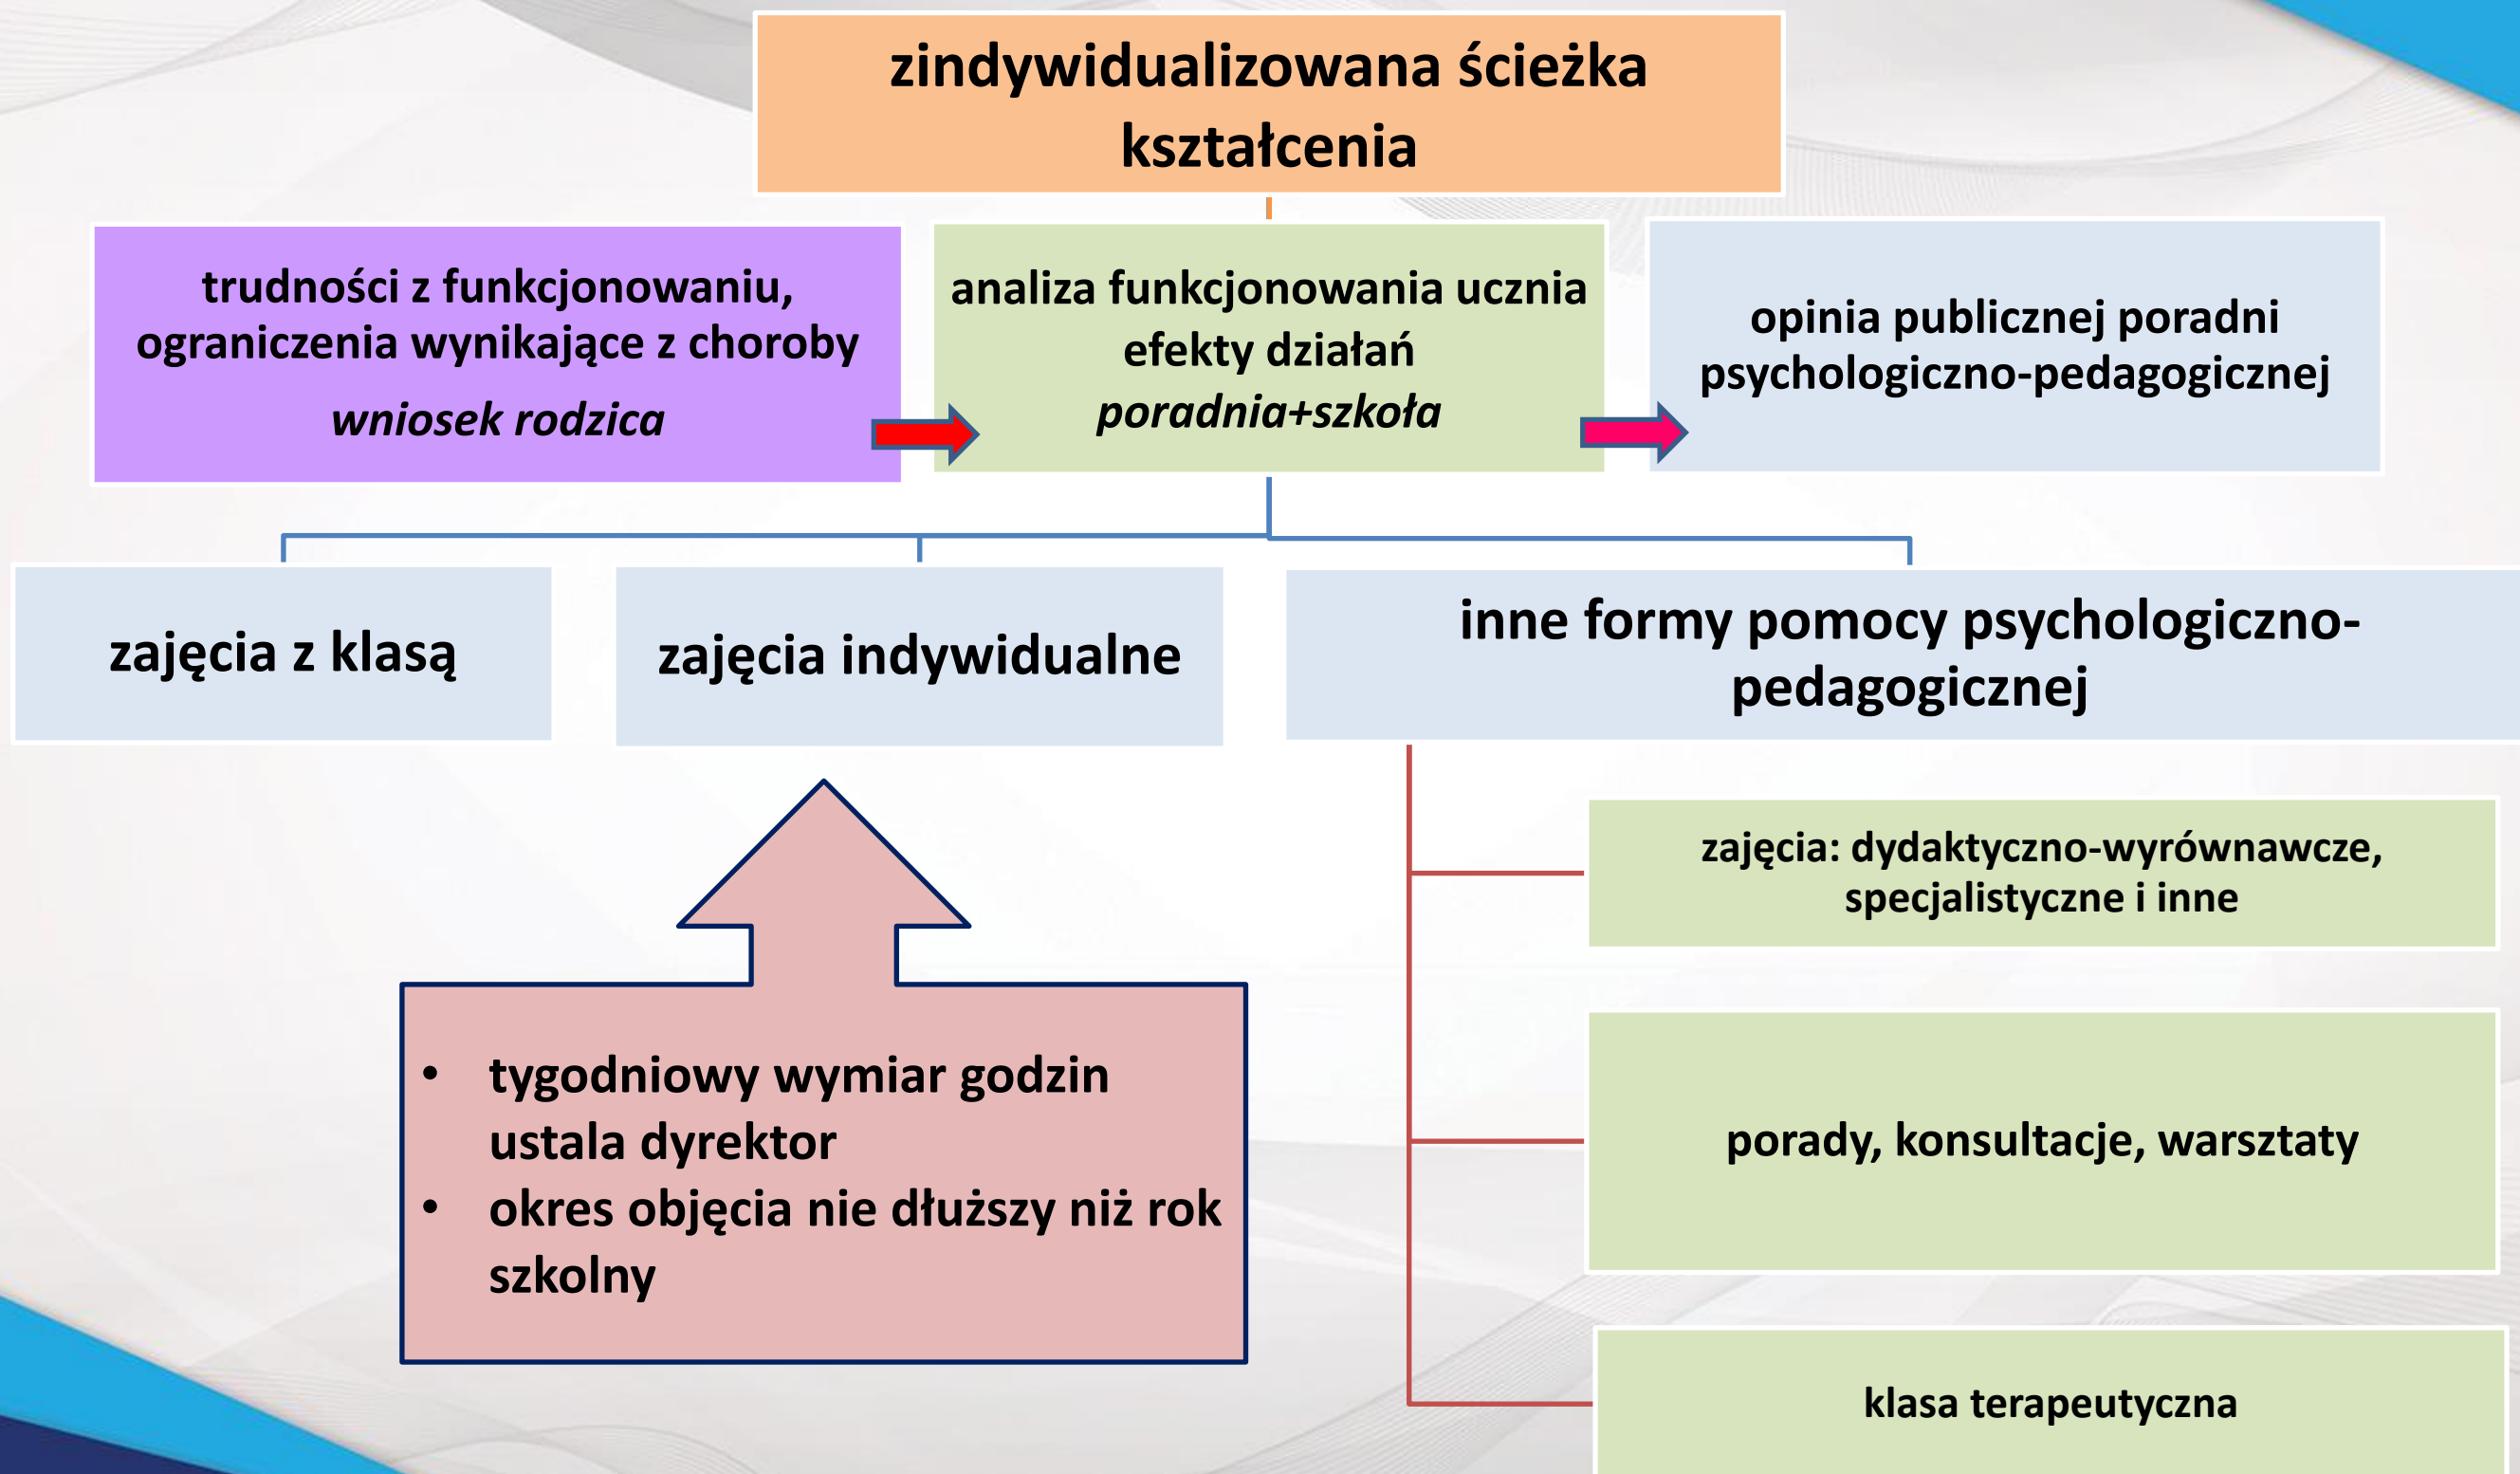 zindywidualizowana ścieżka
kształcenia
trudności z funkcjonowaniu,
ograniczenia wynikające z choroby
wniosek rodzica
analiza funkcjonowania ucznia
efekty działań
poradnia+szkoła
opinia publicznej poradni
psychologiczno-pedagogicznej
zajęcia z klasą
zajęcia indywidualne
inne formy pomocy psychologiczno-
pedagogicznej
• tygodniowy wymiar godzin
ustala dyrektor
• okres objęcia nie dłuższy niż rok
szkolny
zajęcia: dydaktyczno-wyrównawcze,
specjalistyczne i inne
porady, konsultacje, warsztaty
klasa terapeutyczna